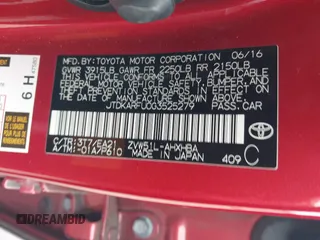 MFD. BY: TOYOTA MOTOR CORPORATION 06/16
GVWR 3915LB GAWR FR 2250LB RR 2150LB
THIS VEHICLE CONFORMS TO ALL APPLICABLE
FEDERAL MOTOR VEHICLE SAFETY, BUMPER, AND
THEFT PREVENTION STANDARDS IN EFFECT ON
THE DATE OF MANUFACTURE SHOWN ABOVE.
JTDKARFU0G3525279
PASS. CAR
C/TR:3T7/EA21 ZVW51L-AHXHBA
A/TM:-01A/P610 MADE IN JAPAN
409 C
6 H
DREAMBID